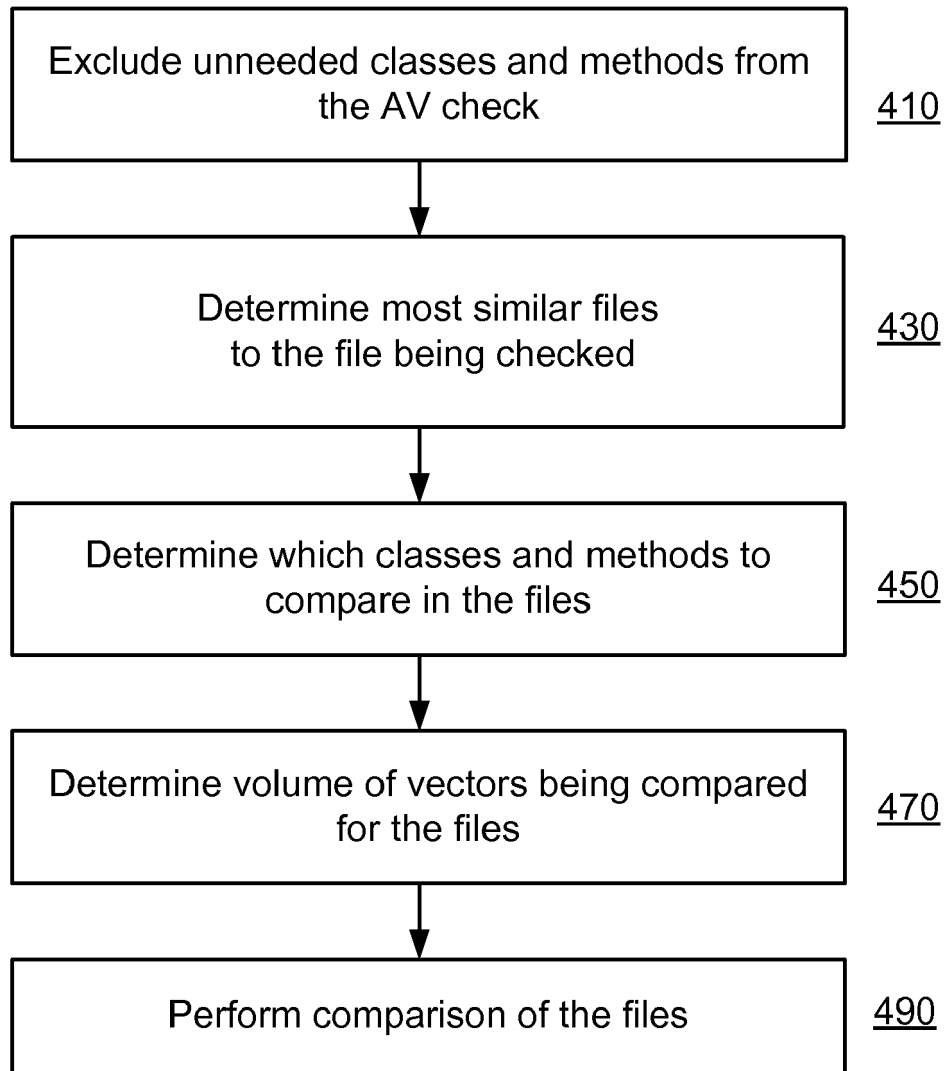 Exclude unneeded classes and methods from
the AV check
410
Determine most similar files
to the file being checked
430
Determine which classes and methods to
compare in the files
450
Determine volume of vectors being compared
for the files
470
Perform comparison of the files
490